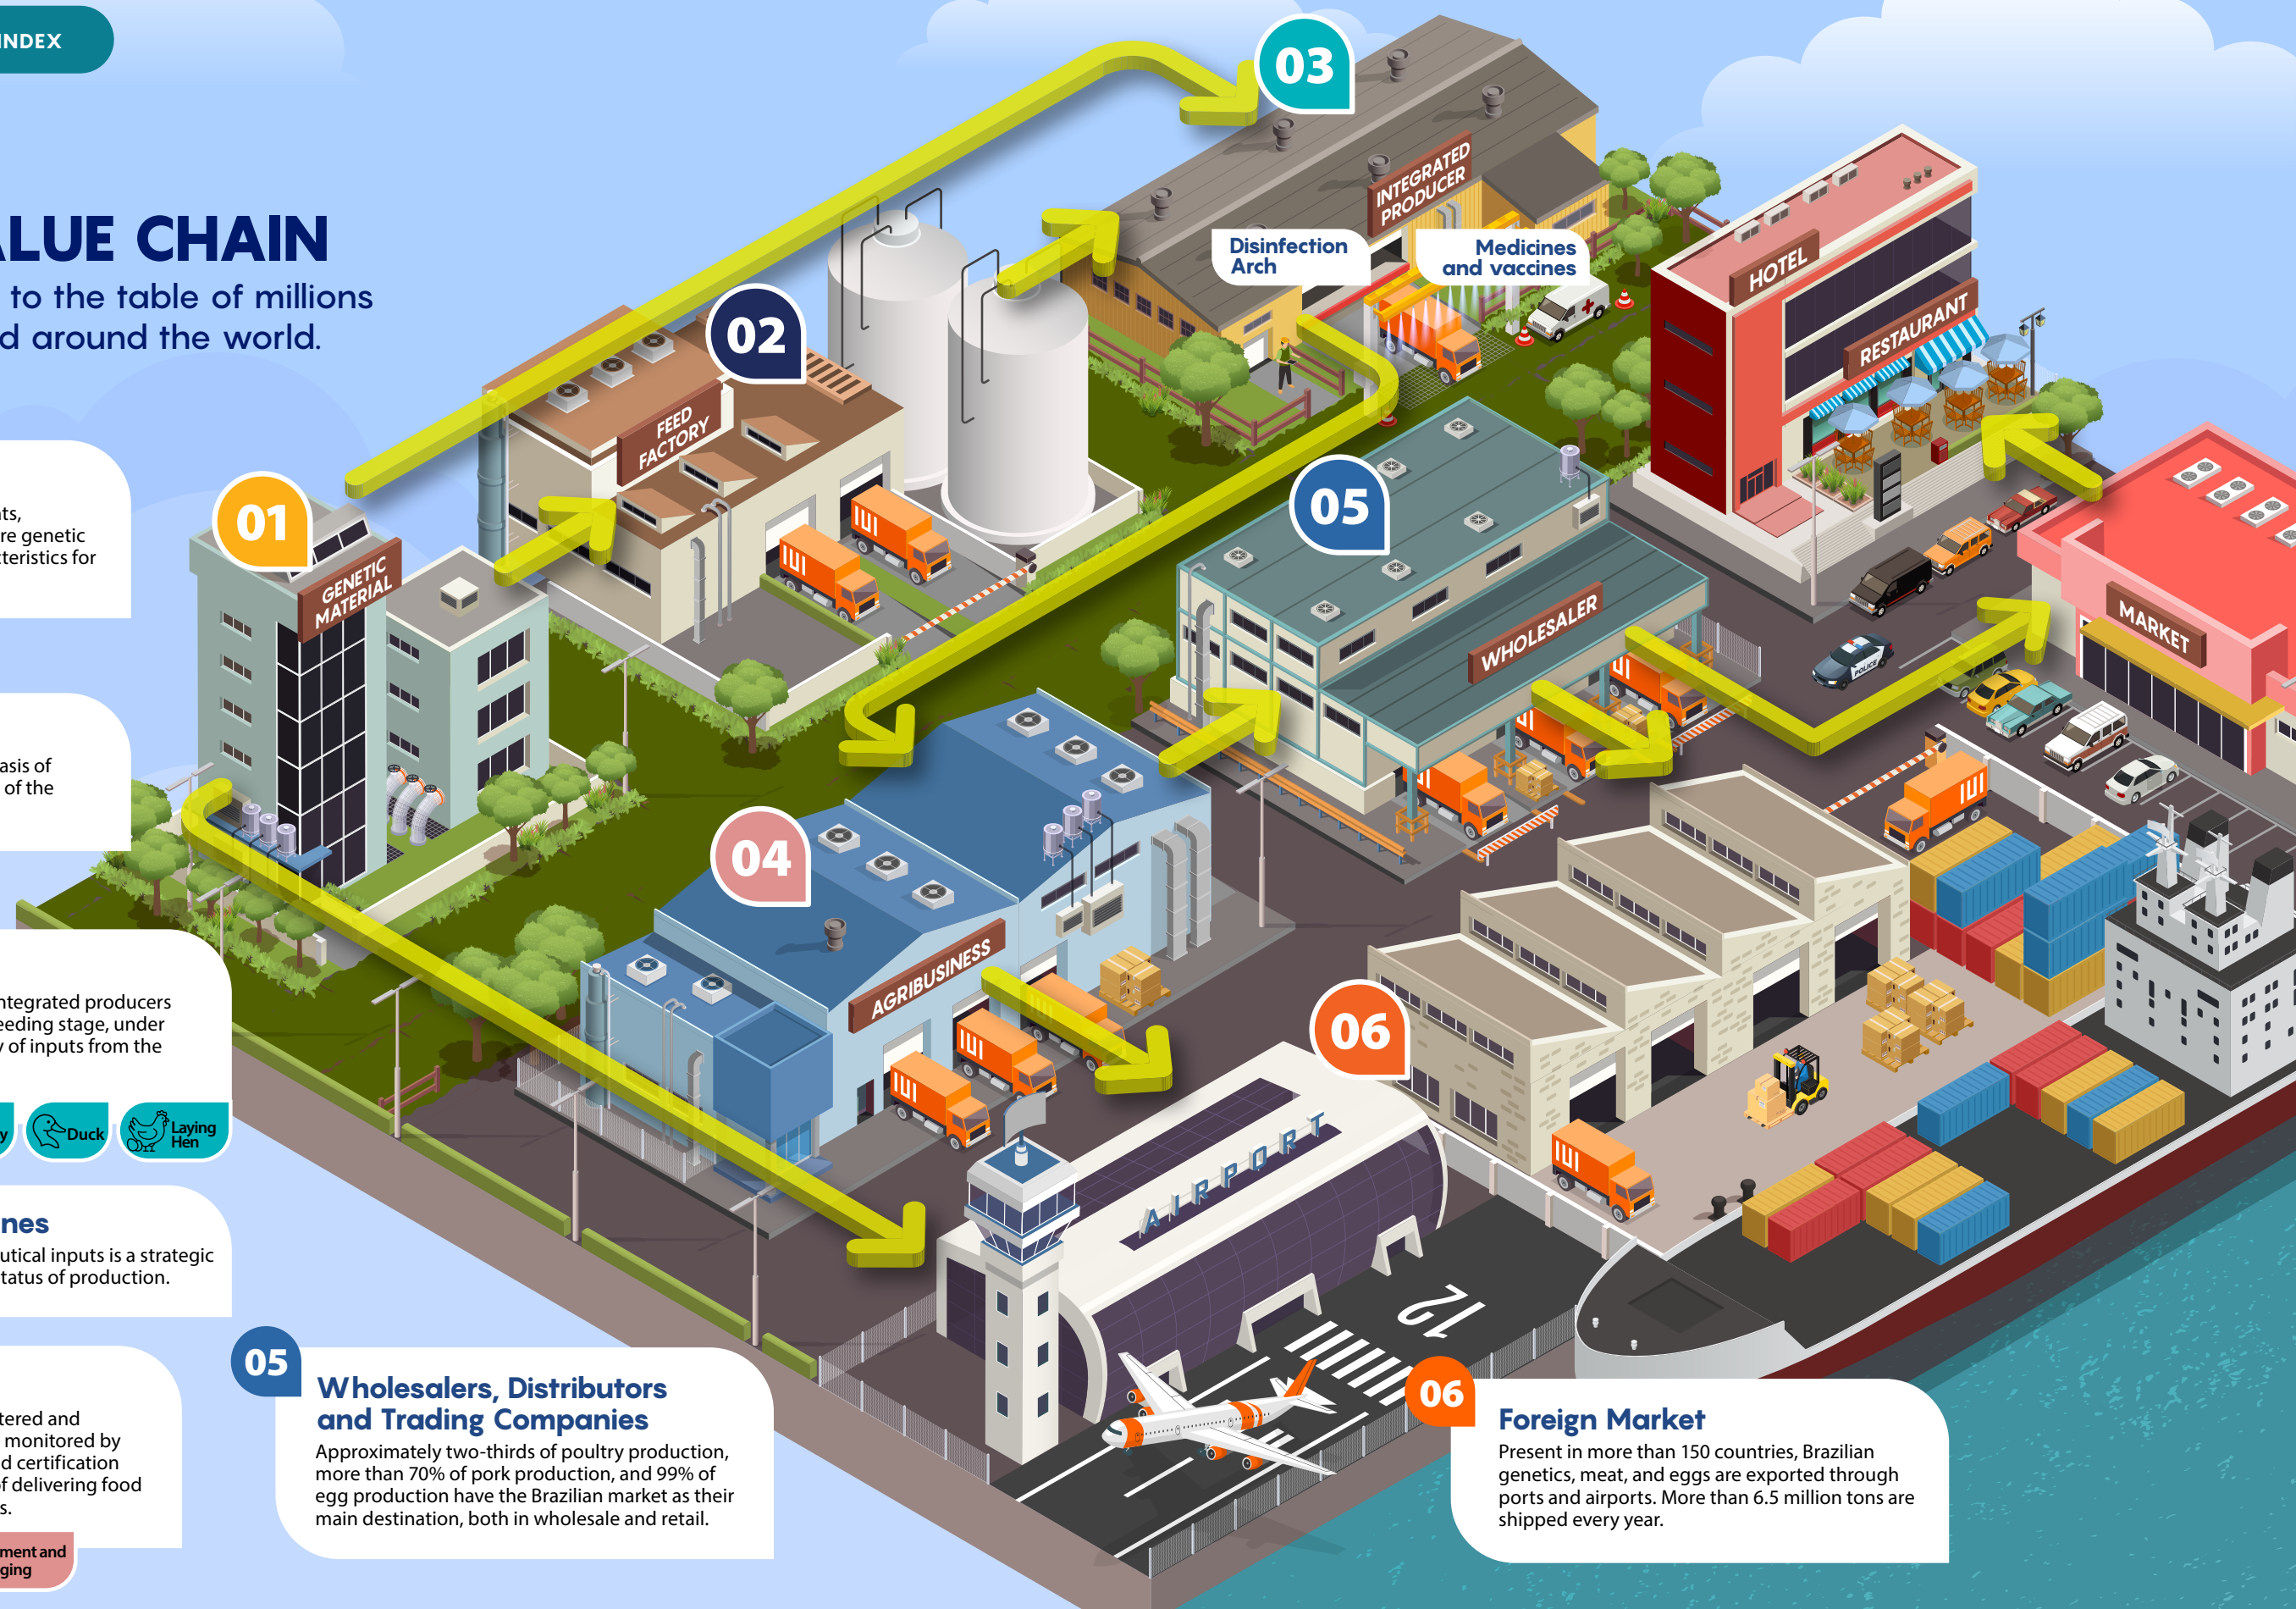 INDEX
ALUE CHAIN
to the table of millions
d around the world.
01
02
03
04
05
06
GENETIC
MATERIAL
FEED
FACTORY
INTEGRATED
PRODUCER
Disinfection
Arch
Medicines
and vaccines
HOTEL
RESTAURANT
WHOLESALER
MARKET
POLICE
AGRIBUSINESS
AIRPORT
12
nts,
re genetic
cteristics for
asis of
of the
ntegrated producers
eeding stage, under
y of inputs from the
y
Duck
Laying
Hen
nes
utical inputs is a strategic
tatus of production.
tered and
monitored by
d certification
of delivering food
s.
ment and
ging
05
Wholesalers, Distributors
and Trading Companies
Approximately two-thirds of poultry production,
more than 70% of pork production, and 99% of
egg production have the Brazilian market as their
main destination, both in wholesale and retail.
06
Foreign Market
Present in more than 150 countries, Brazilian
genetics, meat, and eggs are exported through
ports and airports. More than 6.5 million tons are
shipped every year.